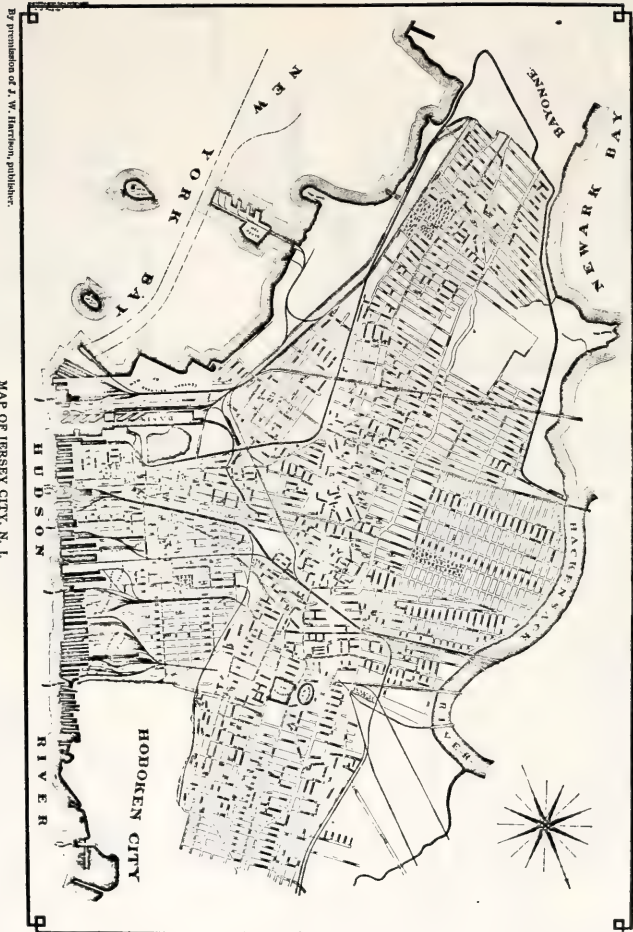 NEWARK BAY
BAYONNE
NEW YORK BAY
HACKENSACK RIVER
HUDSON RIVER
HOBOKEN CITY
MAP OF JERSEY CITY, N. J.
By premission of J. W. Harrison, publisher.